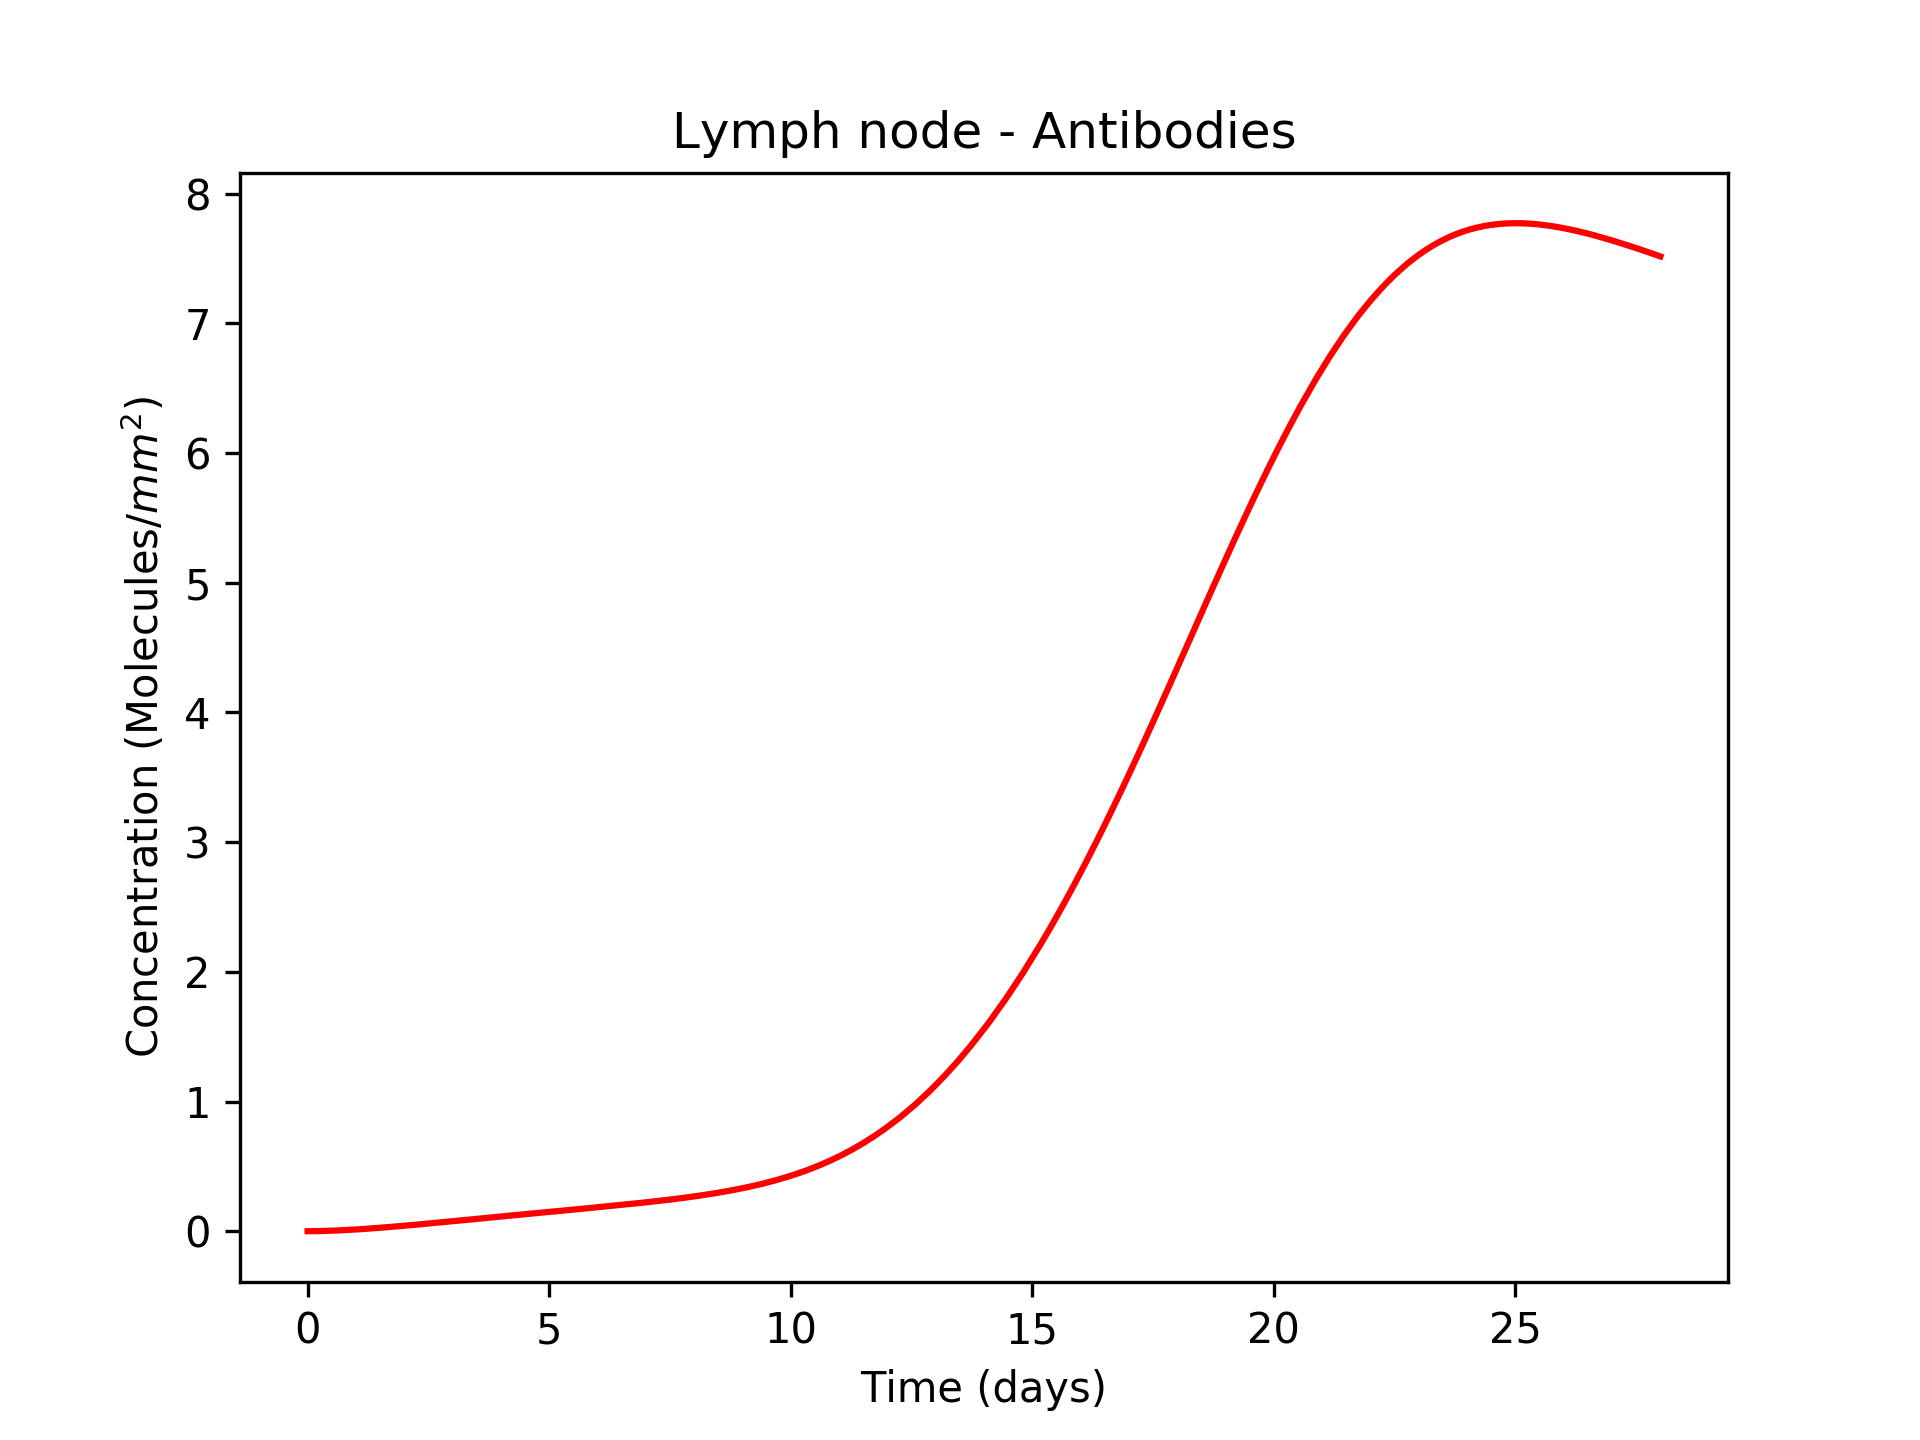 Lymph node - Antibodies
8
7
6
5
4
3
2
1
0
Concentration (Molecules/mm²)
0 5 10 15 20 25
Time (days)